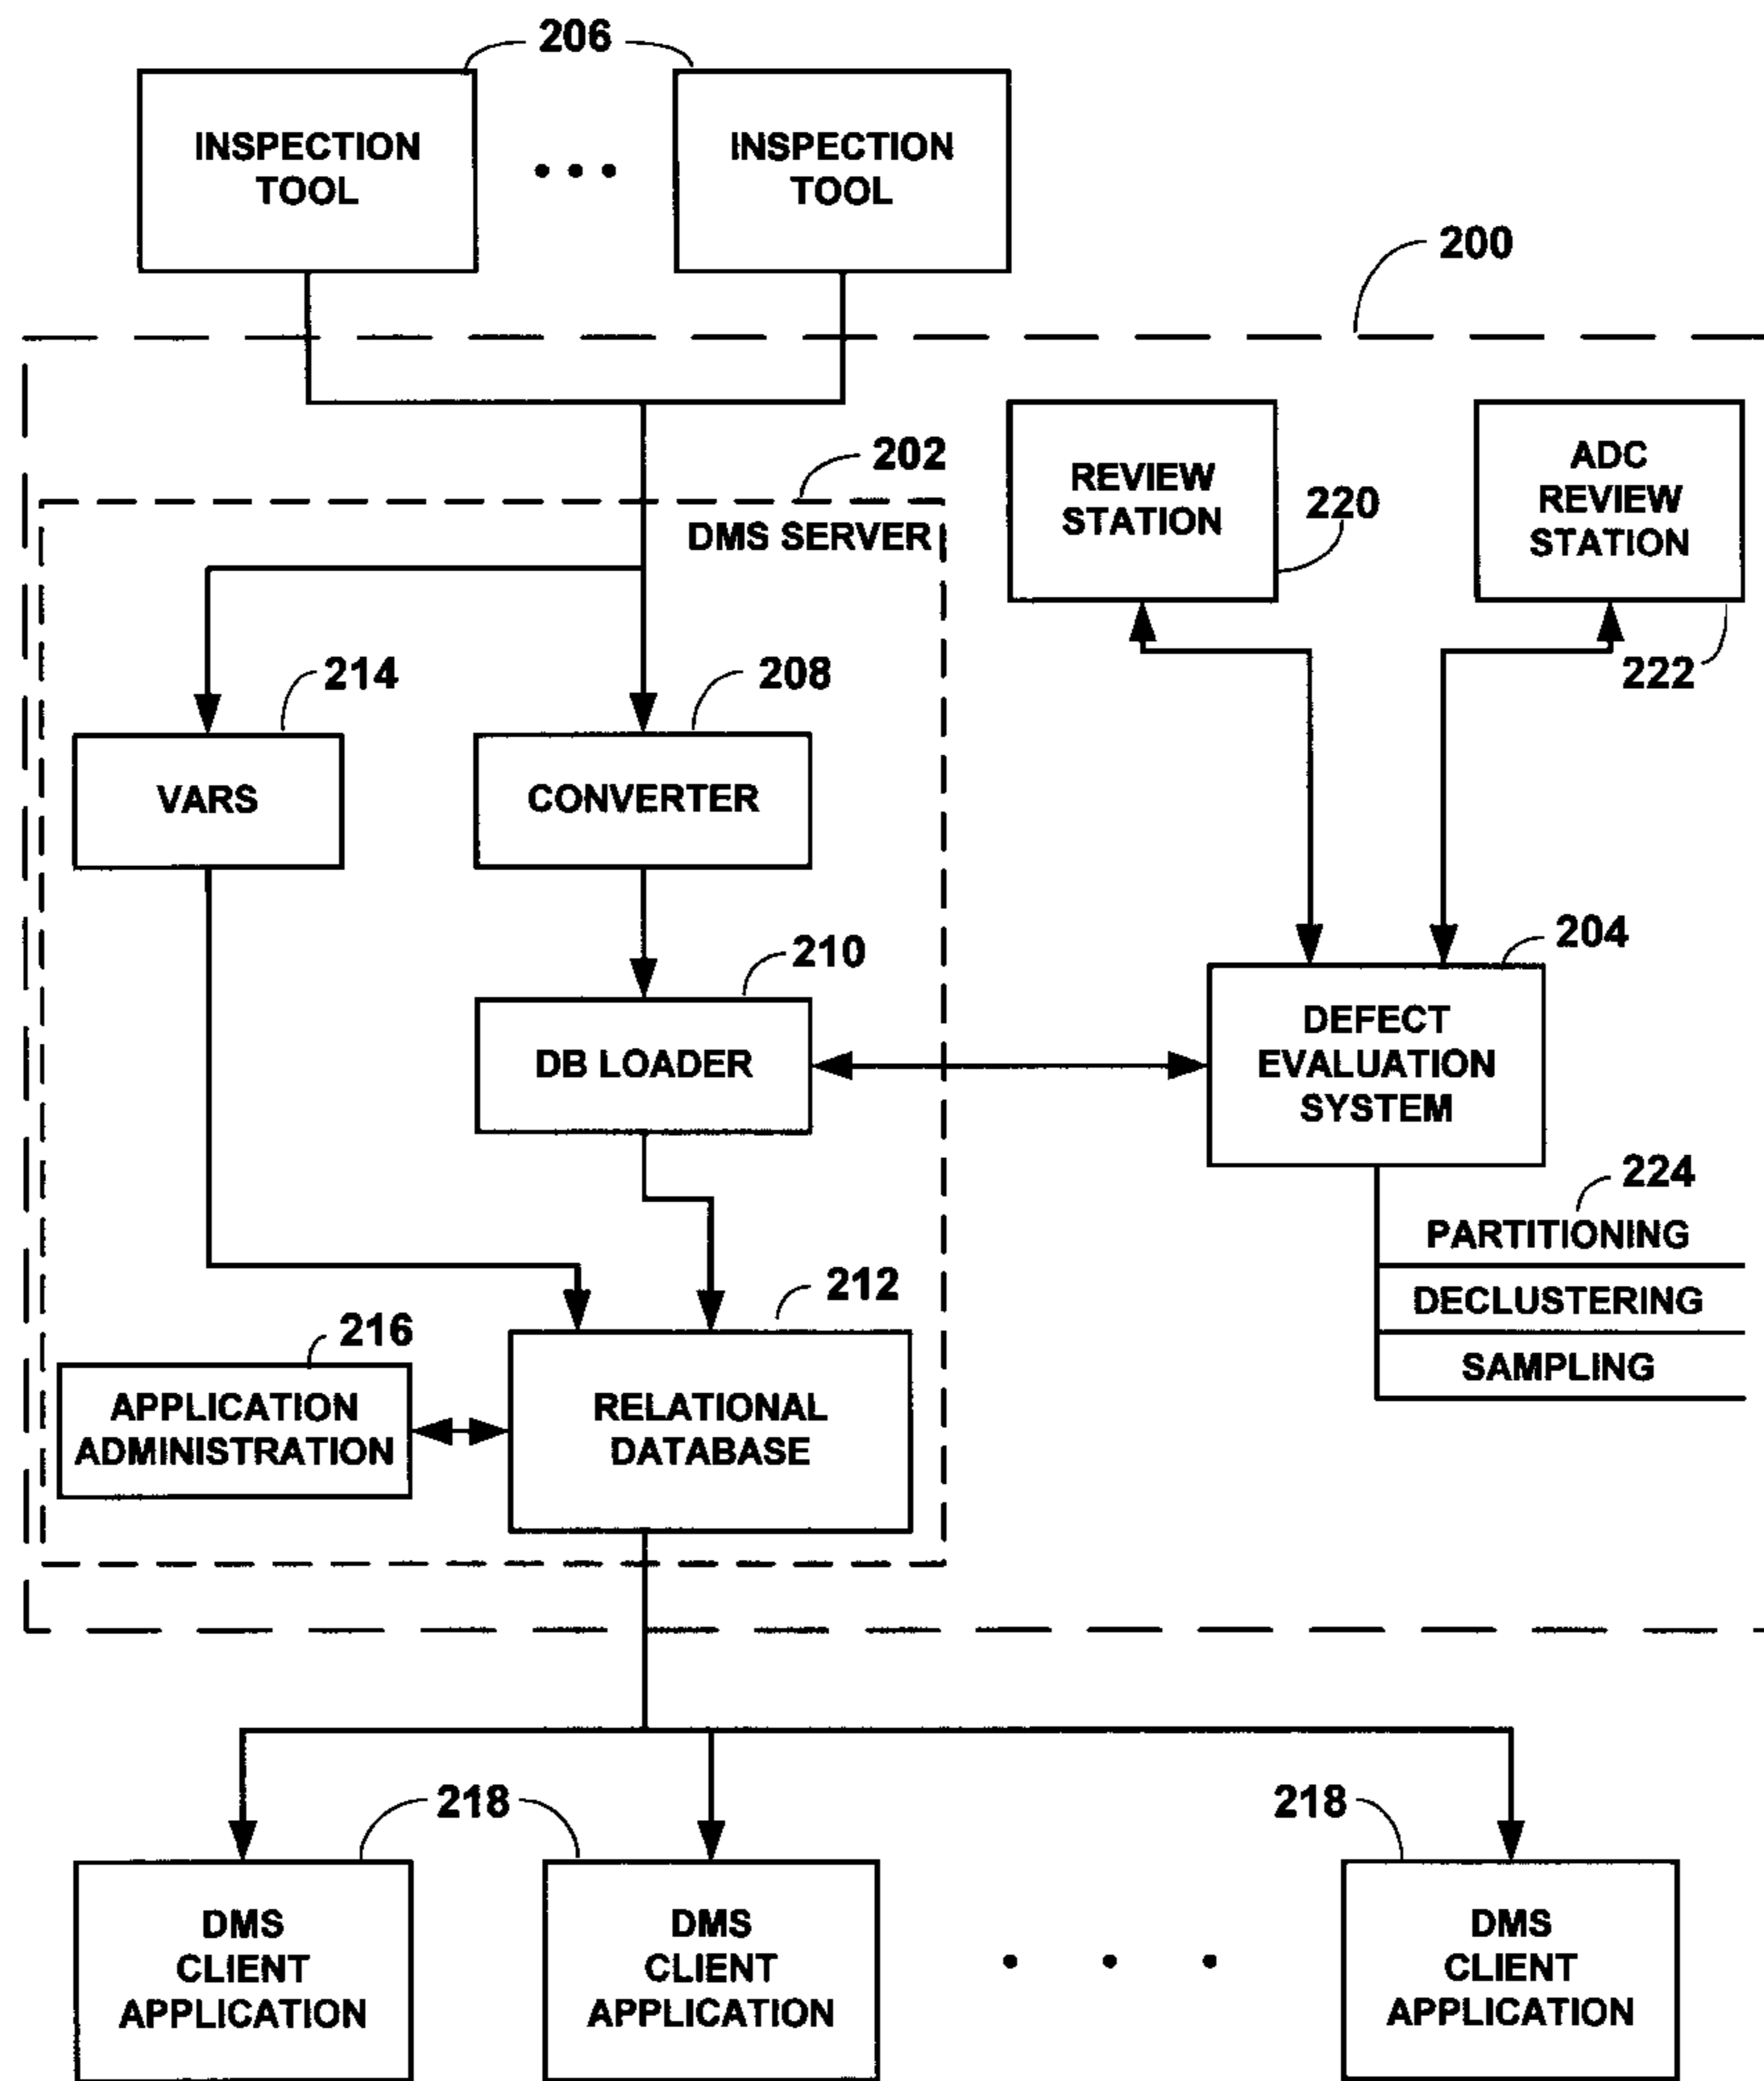 206
INSPECTION
TOOL
INSPECTION
TOOL
200
202
DMS SERVER
REVIEW
STATION
220
ADC
REVIEW
STATION
222
214
208
VARS
CONVERTER
210
204
DB LOADER
DEFECT
EVALUATION
SYSTEM
224
PARTITIONING
DECLUSTERING
SAMPLING
212
216
APPLICATION
ADMINISTRATION
RELATIONAL
DATABASE
218
218
DMS
CLIENT
APPLICATION
DMS
CLIENT
APPLICATION
DMS
CLIENT
APPLICATION